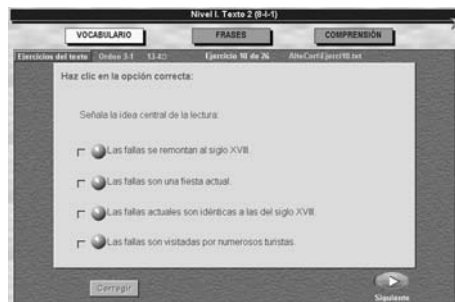 Nivel I. Texto 2 (8-I-1)
VOCABULARIO FRASES COMPRENSIÓN
Ejercicios del texto Orden 3-1 Ejercicio 10 de 26
Haz clic en la opción correcta:
Señala la idea central de la lectura:
Las fallas se remontan al siglo XVIII.
Las fallas son una fiesta actual.
Las fallas actuales son idénticas a las del siglo XVIII.
Las fallas son visitadas por numerosos turistas.
Corregir
Siguiente